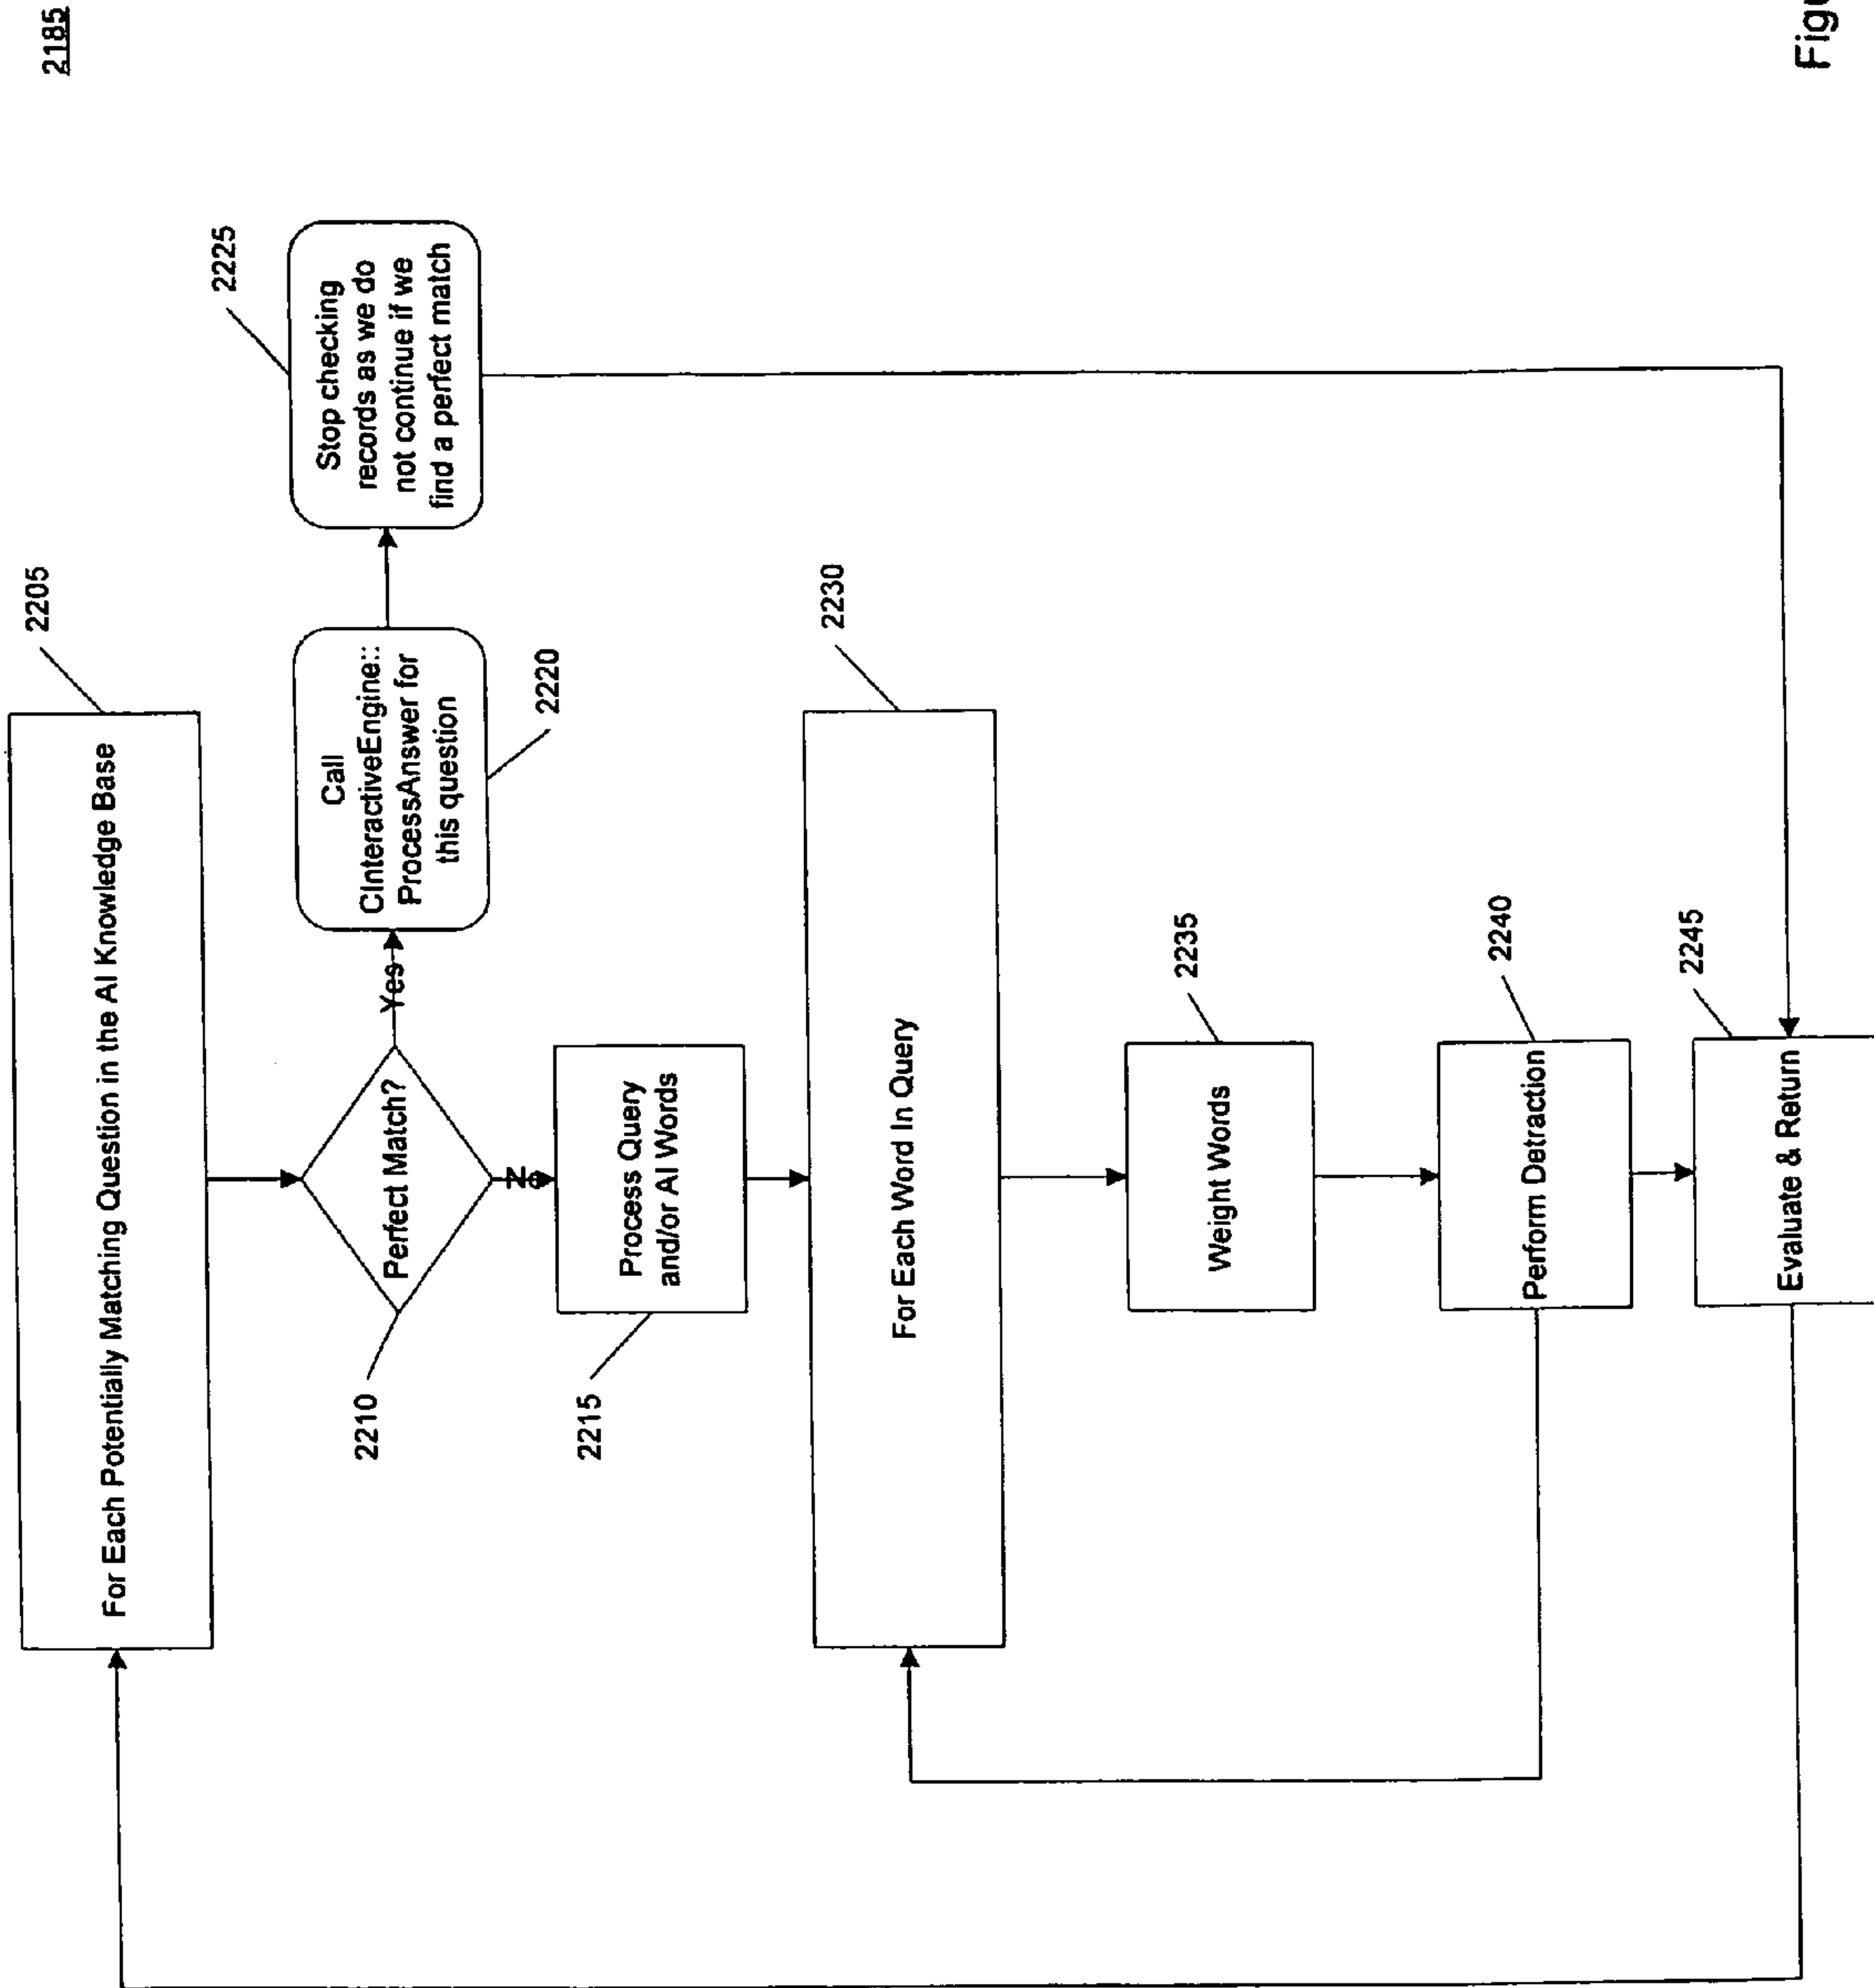 2185
2205
For Each Potentially Matching Question in the AI Knowledge Base
2210
Perfect Match?
Yes
No
Call
CInteractiveEngine::
ProcessAnswer for
this question
2220
2225
Stop checking
records as we do
not continue if we
find a perfect match
2215
Process Query
and/or AI Words
2230
For Each Word In Query
2235
Weight Words
2240
Perform Detraction
2245
Evaluate & Return
Figu